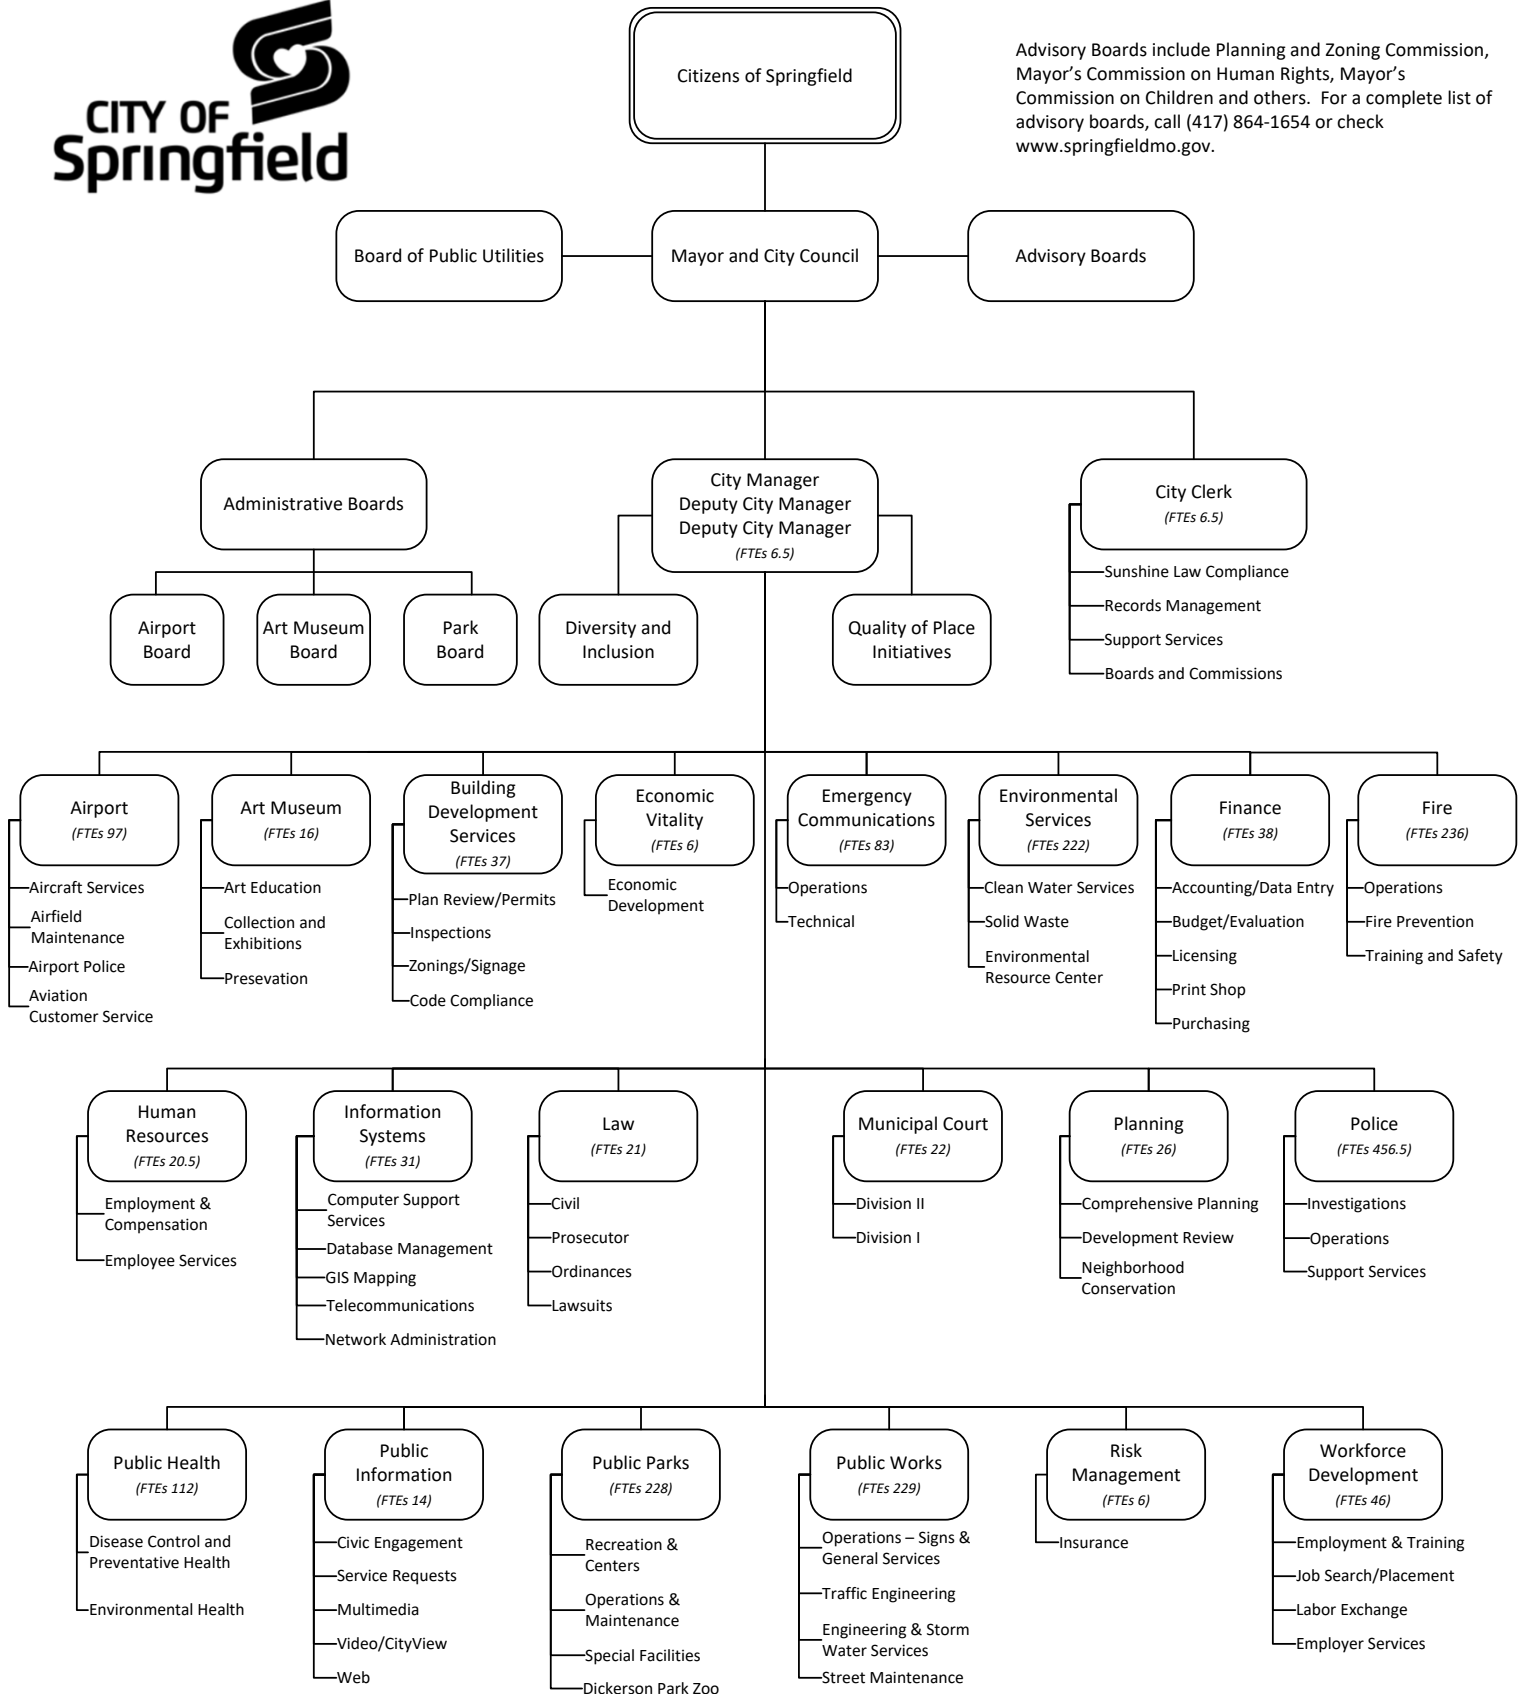 CITY OF
Springfield
Citizens of Springfield
Advisory Boards include Planning and Zoning Commission,
Mayor’s Commission on Human Rights, Mayor’s
Commission on Children and others.  For a complete list of
advisory boards, call (417) 864-1654 or check
www.springfieldmo.gov.
Board of Public Utilities
Mayor and City Council
Advisory Boards
Administrative Boards
City Manager
Deputy City Manager
Deputy City Manager
(FTEs 6.5)
City Clerk
(FTEs 6.5)
Sunshine Law Compliance
Records Management
Support Services
Boards and Commissions
Airport
Board
Art Museum
Board
Park
Board
Diversity and
Inclusion
Quality of Place
Initiatives
Airport
(FTEs 97)
Aircraft Services
Airfield
Maintenance
Airport Police
Aviation
Customer Service
Art Museum
(FTEs 16)
Art Education
Collection and
Exhibitions
Presevation
Building
Development
Services
(FTEs 37)
Plan Review/Permits
Inspections
Zonings/Signage
Code Compliance
Economic
Vitality
(FTEs 6)
Economic
Development
Emergency
Communications
(FTEs 83)
Operations
Technical
Environmental
Services
(FTEs 222)
Clean Water Services
Solid Waste
Environmental
Resource Center
Finance
(FTEs 38)
Accounting/Data Entry
Budget/Evaluation
Licensing
Print Shop
Purchasing
Fire
(FTEs 236)
Operations
Fire Prevention
Training and Safety
Human
Resources
(FTEs 20.5)
Employment &
Compensation
Employee Services
Information
Systems
(FTEs 31)
Computer Support
Services
Database Management
GIS Mapping
Telecommunications
Network Administration
Law
(FTEs 21)
Civil
Prosecutor
Ordinances
Lawsuits
Municipal Court
(FTEs 22)
Division II
Division I
Planning
(FTEs 26)
Comprehensive Planning
Development Review
Neighborhood
Conservation
Police
(FTEs 456.5)
Investigations
Operations
Support Services
Public Health
(FTEs 112)
Disease Control and
Preventative Health
Environmental Health
Public
Information
(FTEs 14)
Civic Engagement
Service Requests
Multimedia
Video/CityView
Web
Public Parks
(FTEs 228)
Recreation &
Centers
Operations &
Maintenance
Special Facilities
Dickerson Park Zoo
Public Works
(FTEs 229)
Operations – Signs &
General Services
Traffic Engineering
Engineering & Storm
Water Services
Street Maintenance
Risk
Management
(FTEs 6)
Insurance
Workforce
Development
(FTEs 46)
Employment & Training
Job Search/Placement
Labor Exchange
Employer Services